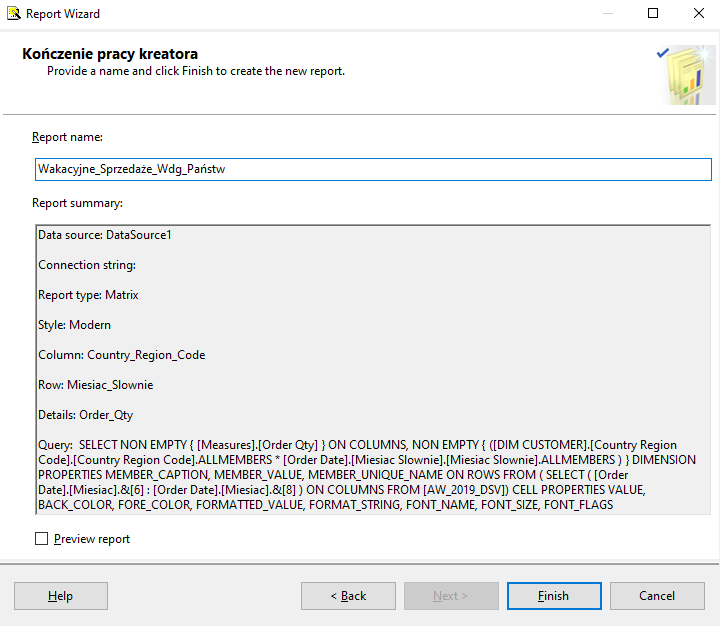 Report Wizard
Kończenie pracy kreatora
Provide a name and click Finish to create the new report.
Report name:
Wakacyjne_Sprzedaże_Wdg_Państw
Report summary:
Data source: DataSource1
Connection string:
Report type: Matrix
Style: Modern
Column: Country_Region_Code
Row: Miesiac_Slownie
Details: Order_Qty
Query:  SELECT NON EMPTY { [Measures].[Order Qty] } ON COLUMNS, NON EMPTY { ([DIM CUSTOMER].[Country Region
Code].[Country Region Code].ALLMEMBERS * [Order Date].[Miesiac Slownie].[Miesiac Slownie].ALLMEMBERS ) } DIMENSION
PROPERTIES MEMBER_CAPTION, MEMBER_VALUE, MEMBER_UNIQUE_NAME ON ROWS FROM ( SELECT ( [Order
Date].[Miesiac].&[6] : [Order Date].[Miesiac].&[8] ) ON COLUMNS FROM [AW_2019_DSV]) CELL PROPERTIES VALUE,
BACK_COLOR, FORE_COLOR, FORMATTED_VALUE, FORMAT_STRING, FONT_NAME, FONT_SIZE, FONT_FLAGS
Preview report
Help
< Back
Next >
Finish
Cancel